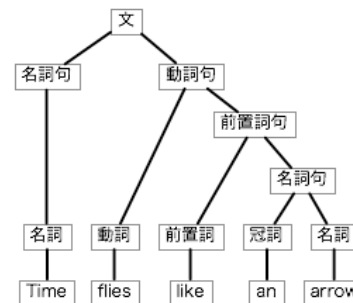 文
名詞句 動詞句
前置詞句
名詞句
名詞 動詞 前置詞 冠詞 名詞
Time flies like an arrow